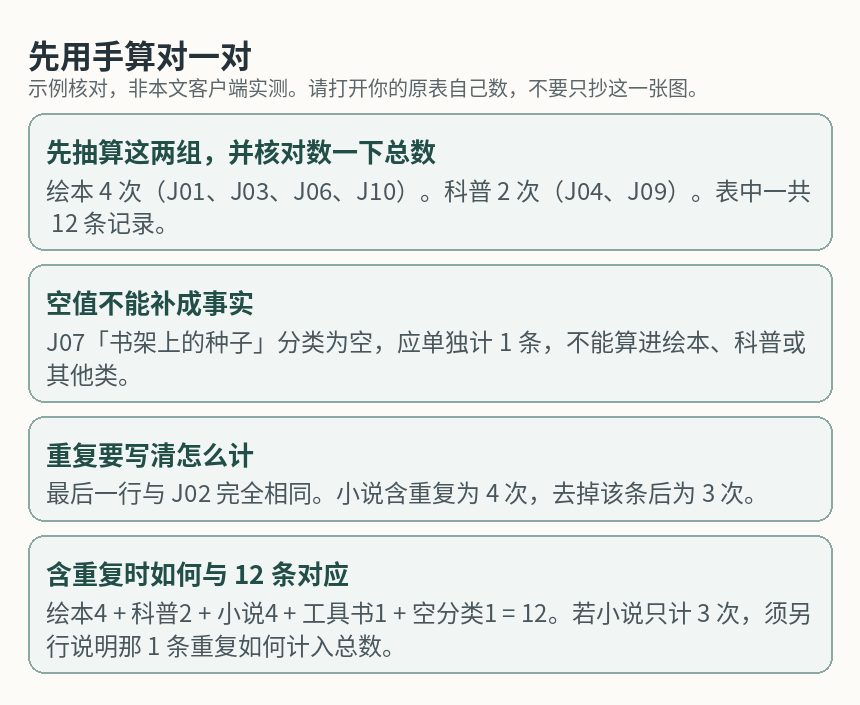 先用手算对一对
示例核对，非本文客户端实测。请打开你的原表自己数，不要只抄这一张图。
先抽算这两组，并核对数一下总数
绘本 4 次（J01、J03、J06、J10）。科普 2 次（J04、J09）。表中一共
12 条记录。
空值不能补成事实
J07「书架上的种子」分类为空，应单独计 1 条，不能算进绘本、科普或
其他类。
重复要写清怎么计
最后一行与 J02 完全相同。小说含重复为 4 次，去掉该条后为 3 次。
含重复时如何与 12 条对应
绘本4 + 科普2 + 小说4 + 工具书1 + 空分类1 = 12。若小说只计 3 次，须另
行说明那 1 条重复如何计入总数。